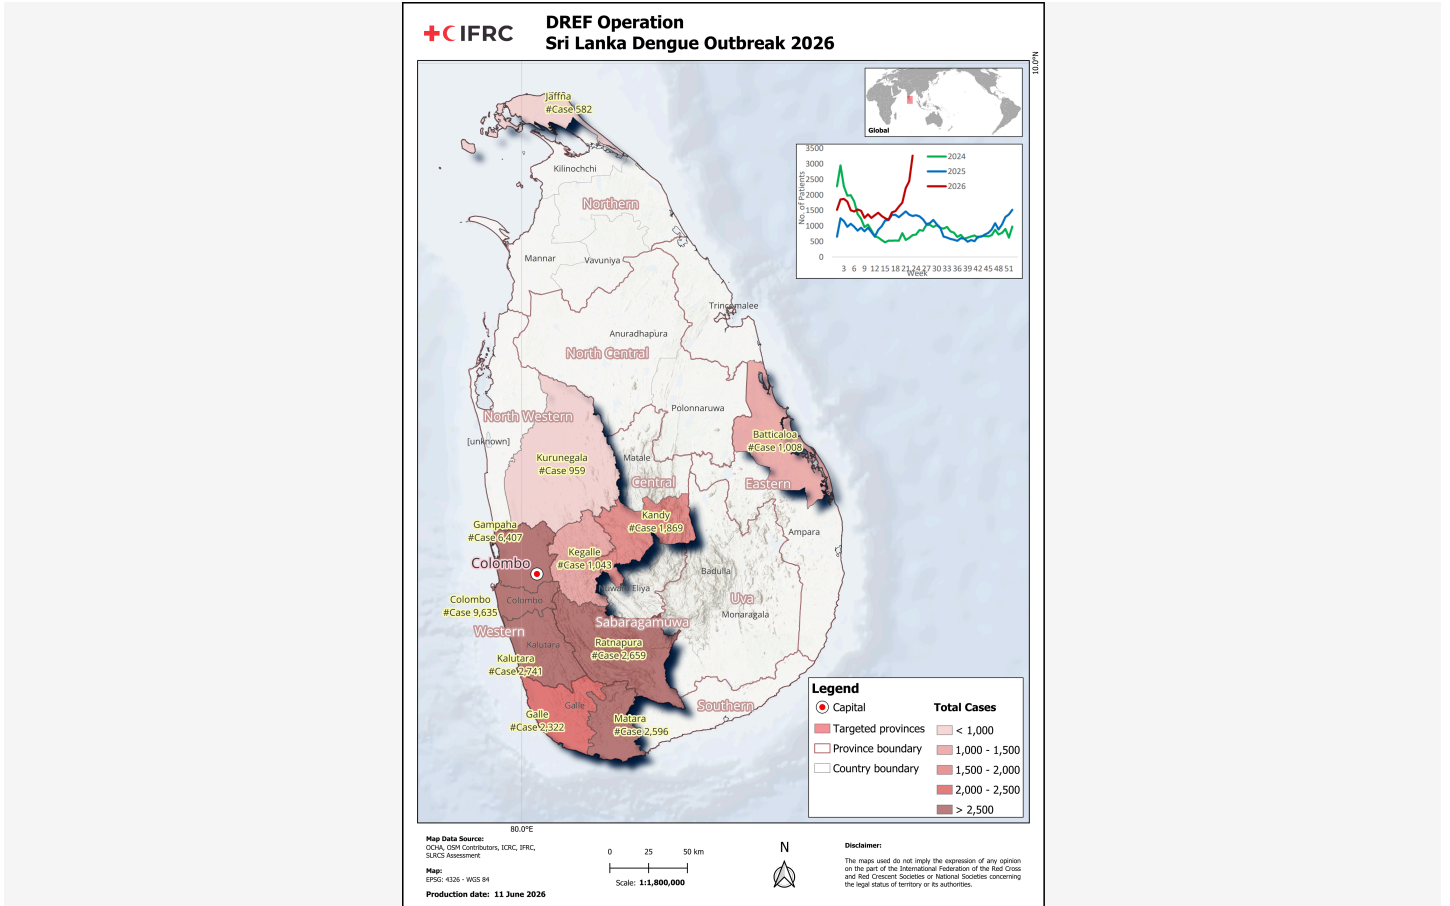 IFRC
DREF Operation
Sri Lanka Dengue Outbreak 2026
10.0°N
Global
3500
3000
2500
2000
1500
1000
500
0
No. of Patients
2024
2025
2026
3 6 9 12 15 18 21 24 27 30 33 36 39 42 45 48 51
Week
Jaffna
#Case 582
Kilinochchi
Northern
Mannar
Vavuniya
Trincomalee
Anuradhapura
North Central
North Western
Polonnaruwa
[unknown]
Batticaloa
#Case 1,008
Kurunegala
#Case 959
Matale
Central
Eastern
Kandy
#Case 1,869
Gampaha
#Case 6,407
Ampara
Kegalle
#Case 1,043
Colombo
Badulla
Nuwara Eliya
Colombo
#Case 9,635
Colombo
Uva
Monaragala
Sabaragamuwa
Western
Kalutara
Ratnapura
#Case 2,659
Kalutara
#Case 2,741
Galle
Southern
Galle
#Case 2,322
Matara
#Case 2,596
Legend
Capital
Targeted provinces
Province boundary
Country boundary
Total Cases
< 1,000
1,000 - 1,500
1,500 - 2,000
2,000 - 2,500
> 2,500
80.0°E
Map Data Source:
OCHA, OSM Contributors, ICRC, IFRC,
SLRCS Assessment
Map:
EPSG: 4326 - WGS 84
Production date: 11 June 2026
0 25 50 km
Scale: 1:1,800,000
N
Disclaimer:
The maps used do not imply the expression of any opinion
on the part of the International Federation of the Red Cross
and Red Crescent Societies or National Societies concerning
the legal status of territory or its authorities.